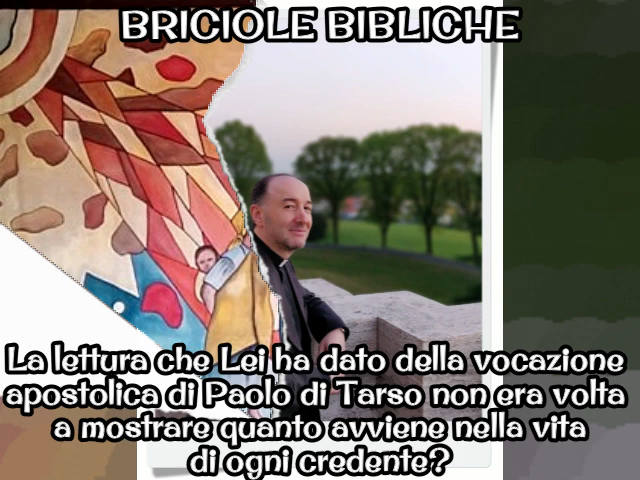 BRICIOLE BIBLICHE
La lettura che Lei ha dato della vocazione
apostolica di Paolo di Tarso non era volta
a mostrare quanto avviene nella vita
di ogni credente?